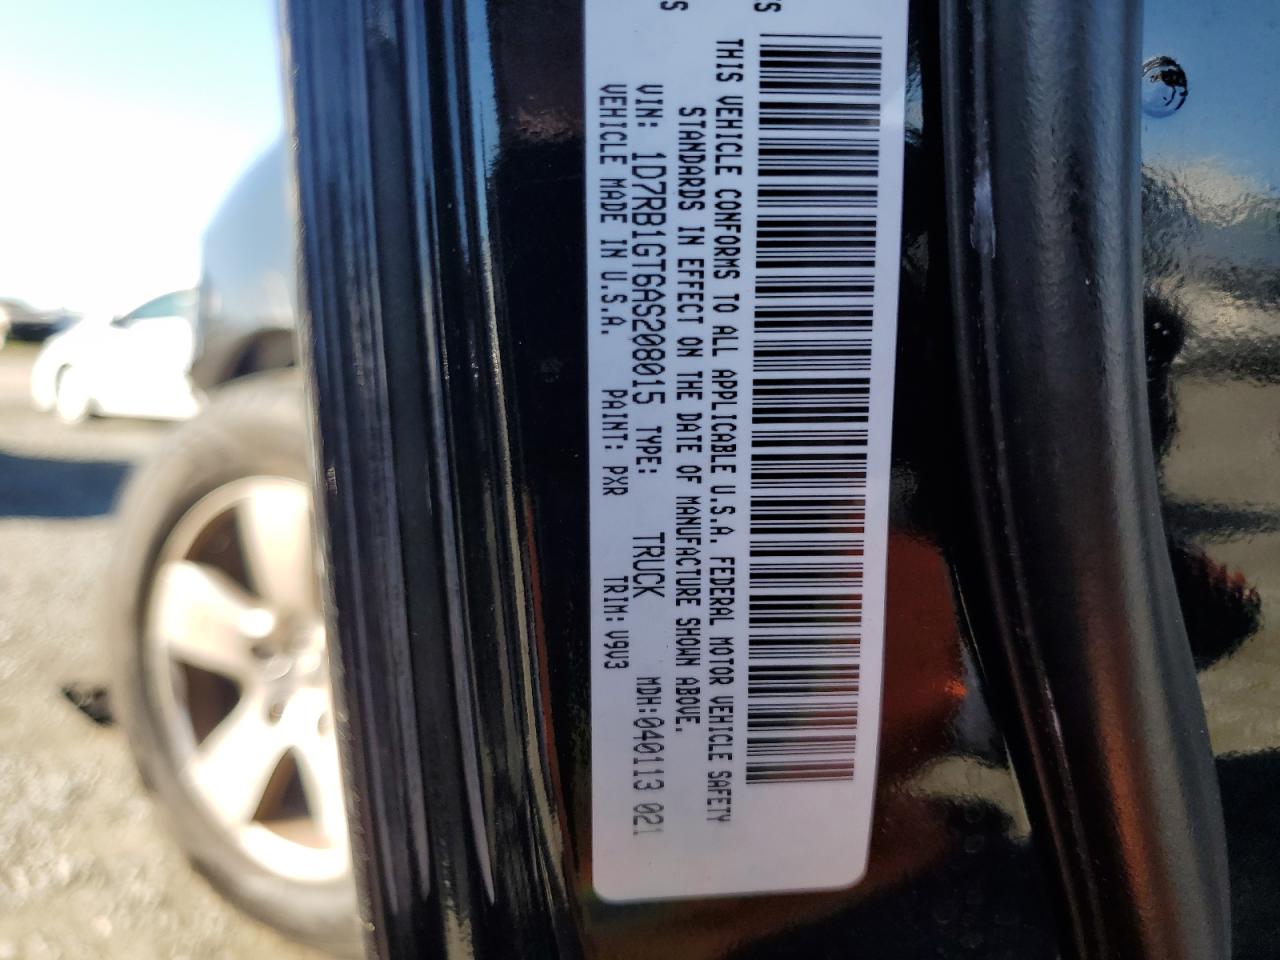 THIS VEHICLE CONFORMS TO ALL APPLICABLE U.S.A. FEDERAL MOTOR VEHICLE SAFETY
STANDARDS IN EFFECT ON THE DATE OF MANUFACTURE SHOWN ABOVE.
VIN: 1D7RB1GT6AS208015 TYPE: TRUCK MDH:040113 021
VEHICLE MADE IN U.S.A. PAINT: PXR TRIM: V9V3